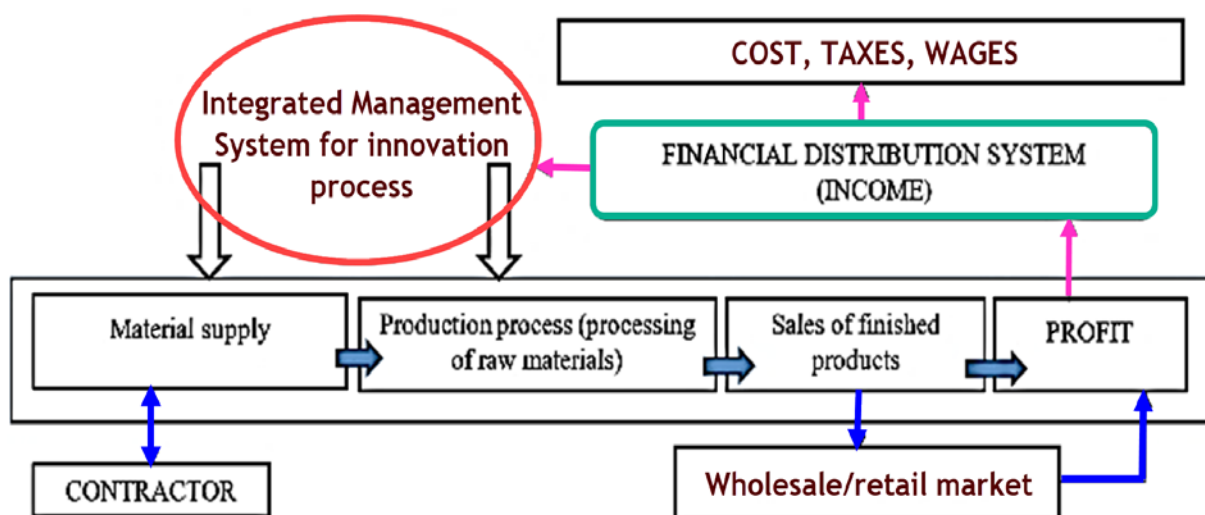 COST, TAXES, WAGES
Integrated Management
System for innovation
process
FINANCIAL DISTRIBUTION SYSTEM
(INCOME)
Material supply
Production process (processing
of raw materials)
Sales of finished
products
PROFIT
CONTRACTOR
Wholesale/retail market